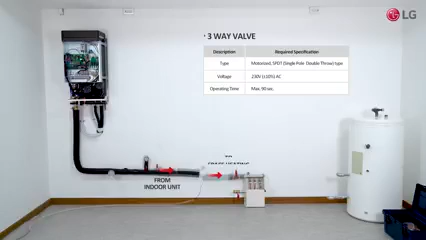 LG
3 WAY VALVE
Description Required Specification
Type Motorized, SPDT (Single Pole Double Throw) type
Voltage 230V (±10%) AC
Operating Time Max. 90 sec.
TO
FROM
INDOOR UNIT